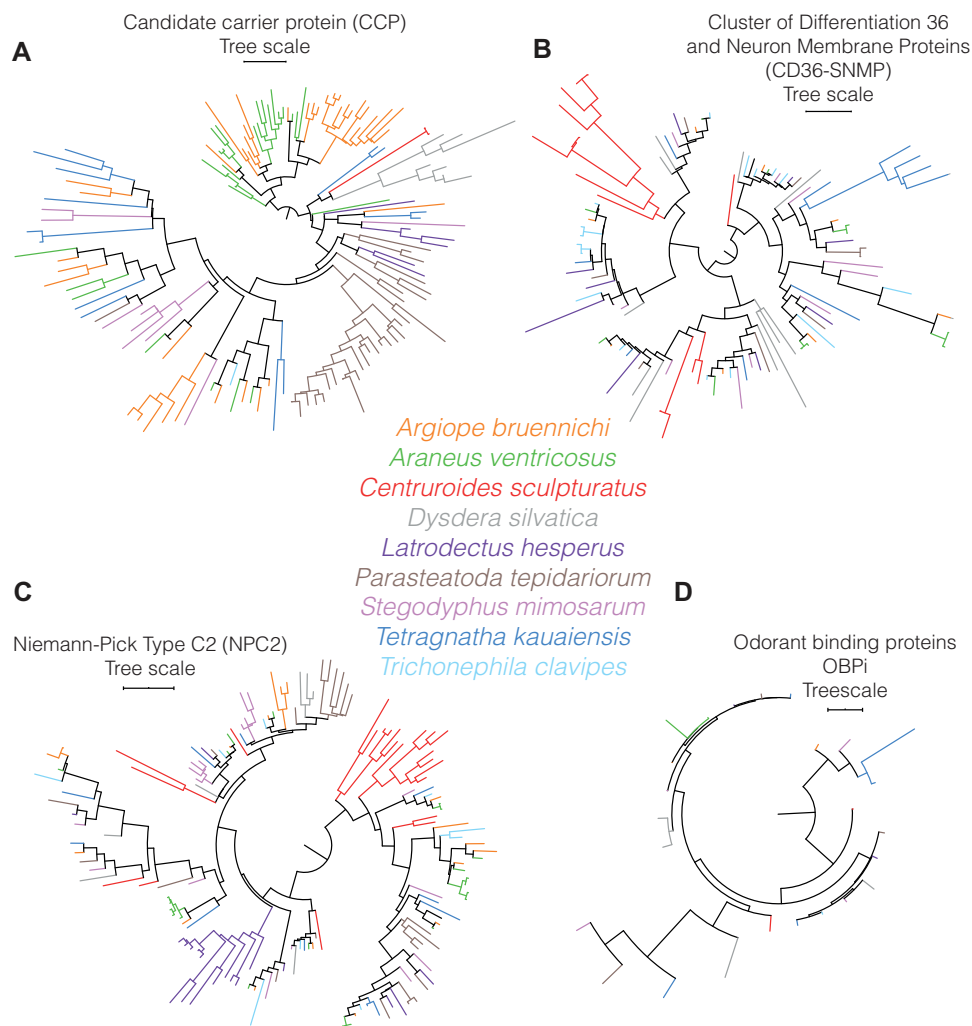 A
Candidate carrier protein (CCP)
Tree scale
B
Cluster of Differentiation 36
and Neuron Membrane Proteins
(CD36-SNMP)
Tree scale
Argiope bruennichi
Araneus ventricosus
Centruroides sculpturatus
Dysdera silvatica
Latrodectus hesperus
Parasteatoda tepidariorum
Stegodyphus mimosarum
Tetragnatha kauaiensis
Trichonephila clavipes
C
Niemann-Pick Type C2 (NPC2)
Tree scale
D
Odorant binding proteins
OBPi
Treescale